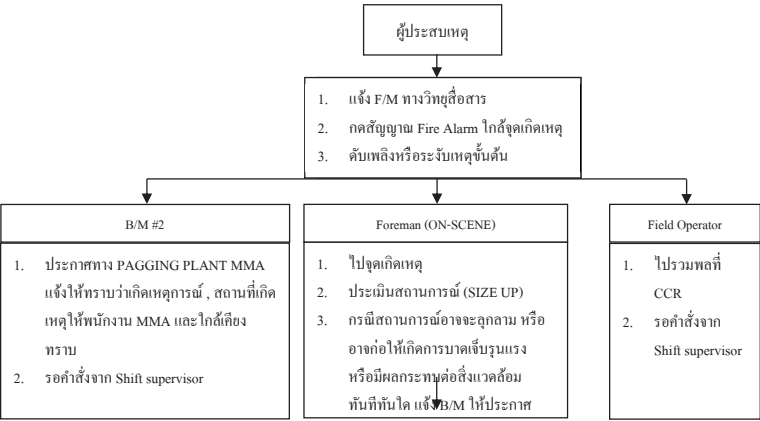 ผู้ประสบเหตุ
1. แจ้ง F/M ทางวิทยุสื่อสาร
2. กดสัญญาณ Fire Alarm ใกล้จุดเกิดเหตุ
3. ดับเพลิงหรือระงับเหตุขั้นต้น
B/M #2
1. ประกาศทาง PAGGING PLANT MMA
แจ้งให้ทราบว่าเกิดเหตุการณ์ , สถานที่เกิด
เหตุให้พนักงาน MMA และใกล้เคียง
ทราบ
2. รอคำสั่งจาก Shift supervisor
Foreman (ON-SCENE)
1. ไปจุดเกิดเหตุ
2. ประเมินสถานการณ์ (SIZE UP)
3. กรณีสถานการณ์อาจจะลุกลาม หรือ
อาจก่อให้เกิดการบาดเจ็บรุนแรง
หรือมีผลกระทบต่อสิ่งแวดล้อม
ทันทีทันใด แจ้ง B/M ให้ประกาศ
Field Operator
1. ไปรวมพลที่
CCR
2. รอคำสั่งจาก
Shift supervisor